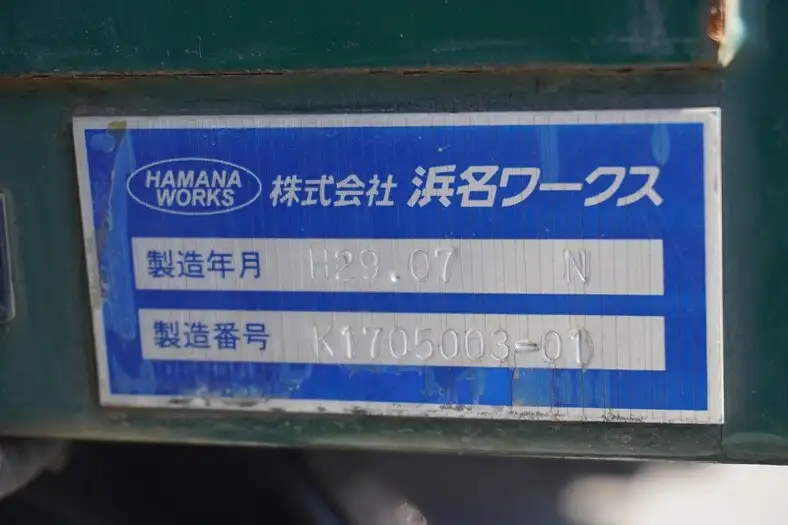 HAMANA
WORKS
株式会社 浜名ワークス
製造年月 H29.07 N
製造番号 K1705003-01